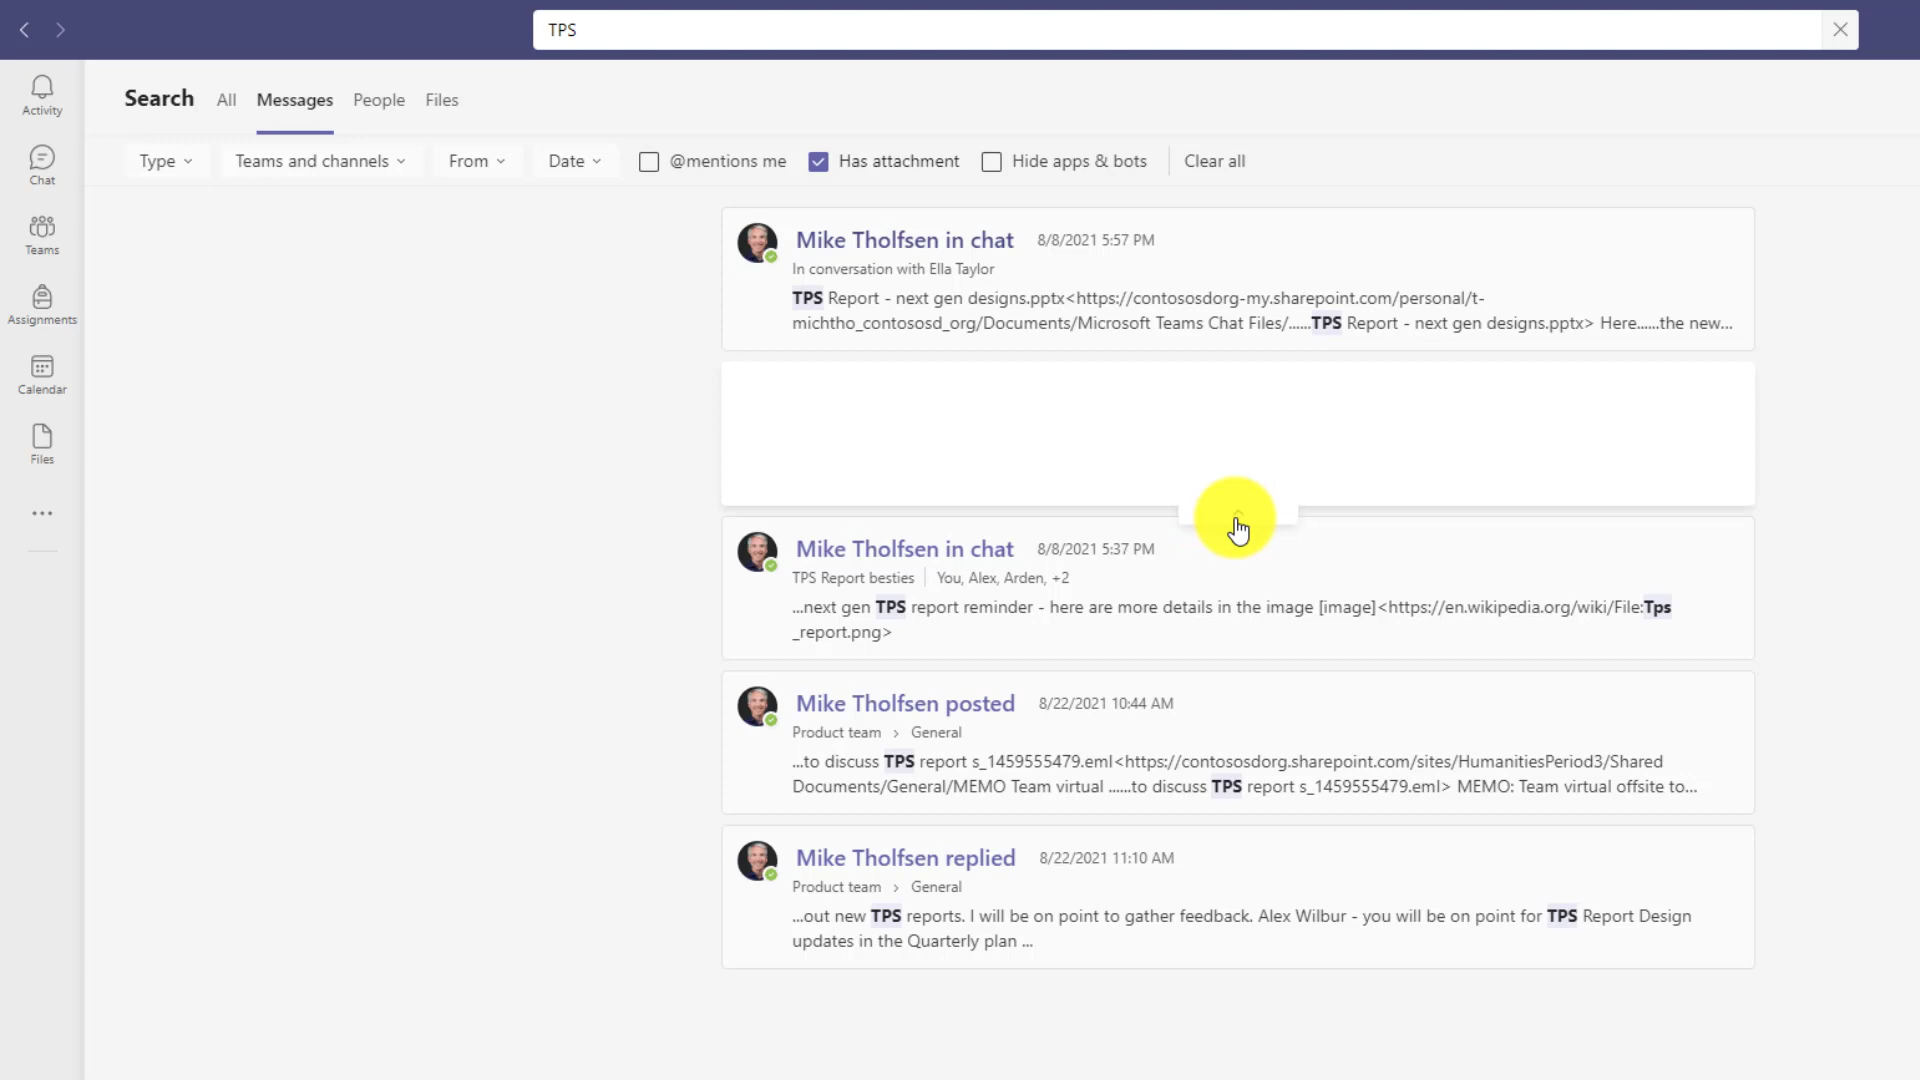 TPS
Activity
Chat
Teams
Assignments
Calendar
Files
Search All Messages People Files
Type Teams and channels From Date @mentions me Has attachment Hide apps & bots Clear all
Mike Tholfsen in chat 8/8/2021 5:57 PM
In conversation with Ella Taylor
TPS Report - next gen designs.pptx<https://contososdorg-my.sharepoint.com/personal/t-
michtho_contososd_org/Documents/Microsoft Teams Chat Files/......TPS Report - next gen designs.pptx> Here......the new...
Mike Tholfsen in chat 8/8/2021 5:37 PM
TPS Report besties | You, Alex, Arden, +2
...next gen TPS report reminder - here are more details in the image [image]<https://en.wikipedia.org/wiki/File:Tps
_report.png>
Mike Tholfsen posted 8/22/2021 10:44 AM
Product team > General
...to discuss TPS report s_1459555479.eml<https://contososdorg.sharepoint.com/sites/HumanitiesPeriod3/Shared
Documents/General/MEMO Team virtual ......to discuss TPS report s_1459555479.eml> MEMO: Team virtual offsite to...
Mike Tholfsen replied 8/22/2021 11:10 AM
Product team > General
...out new TPS reports. I will be on point to gather feedback. Alex Wilbur - you will be on point for TPS Report Design
updates in the Quarterly plan ...